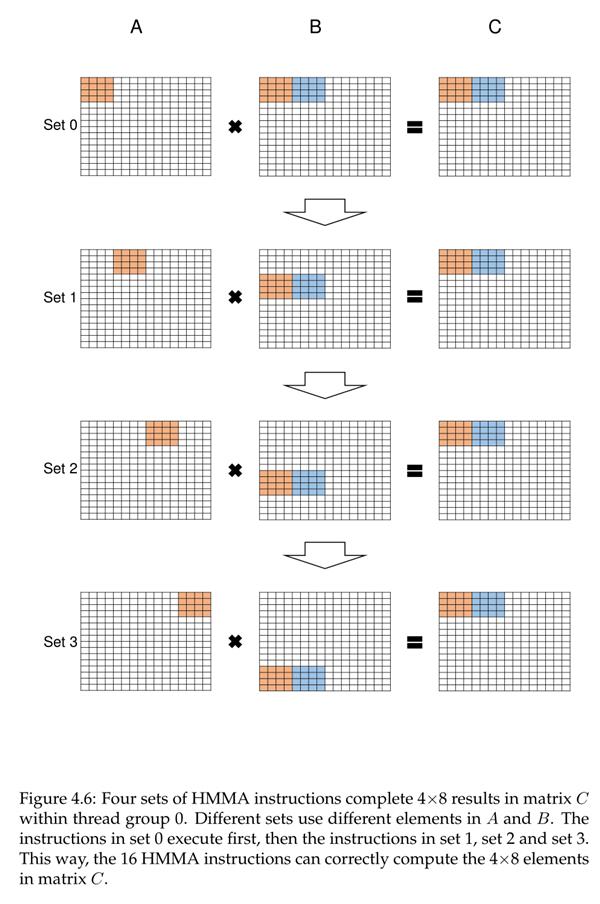 A B C
Set 0
Set 1
Set 2
Set 3
Figure 4.6: Four sets of HMMA instructions complete 4×8 results in matrix C
within thread group 0. Different sets use different elements in A and B. The
instructions in set 0 execute first, then the instructions in set 1, set 2 and set 3.
This way, the 16 HMMA instructions can correctly compute the 4×8 elements
in matrix C.